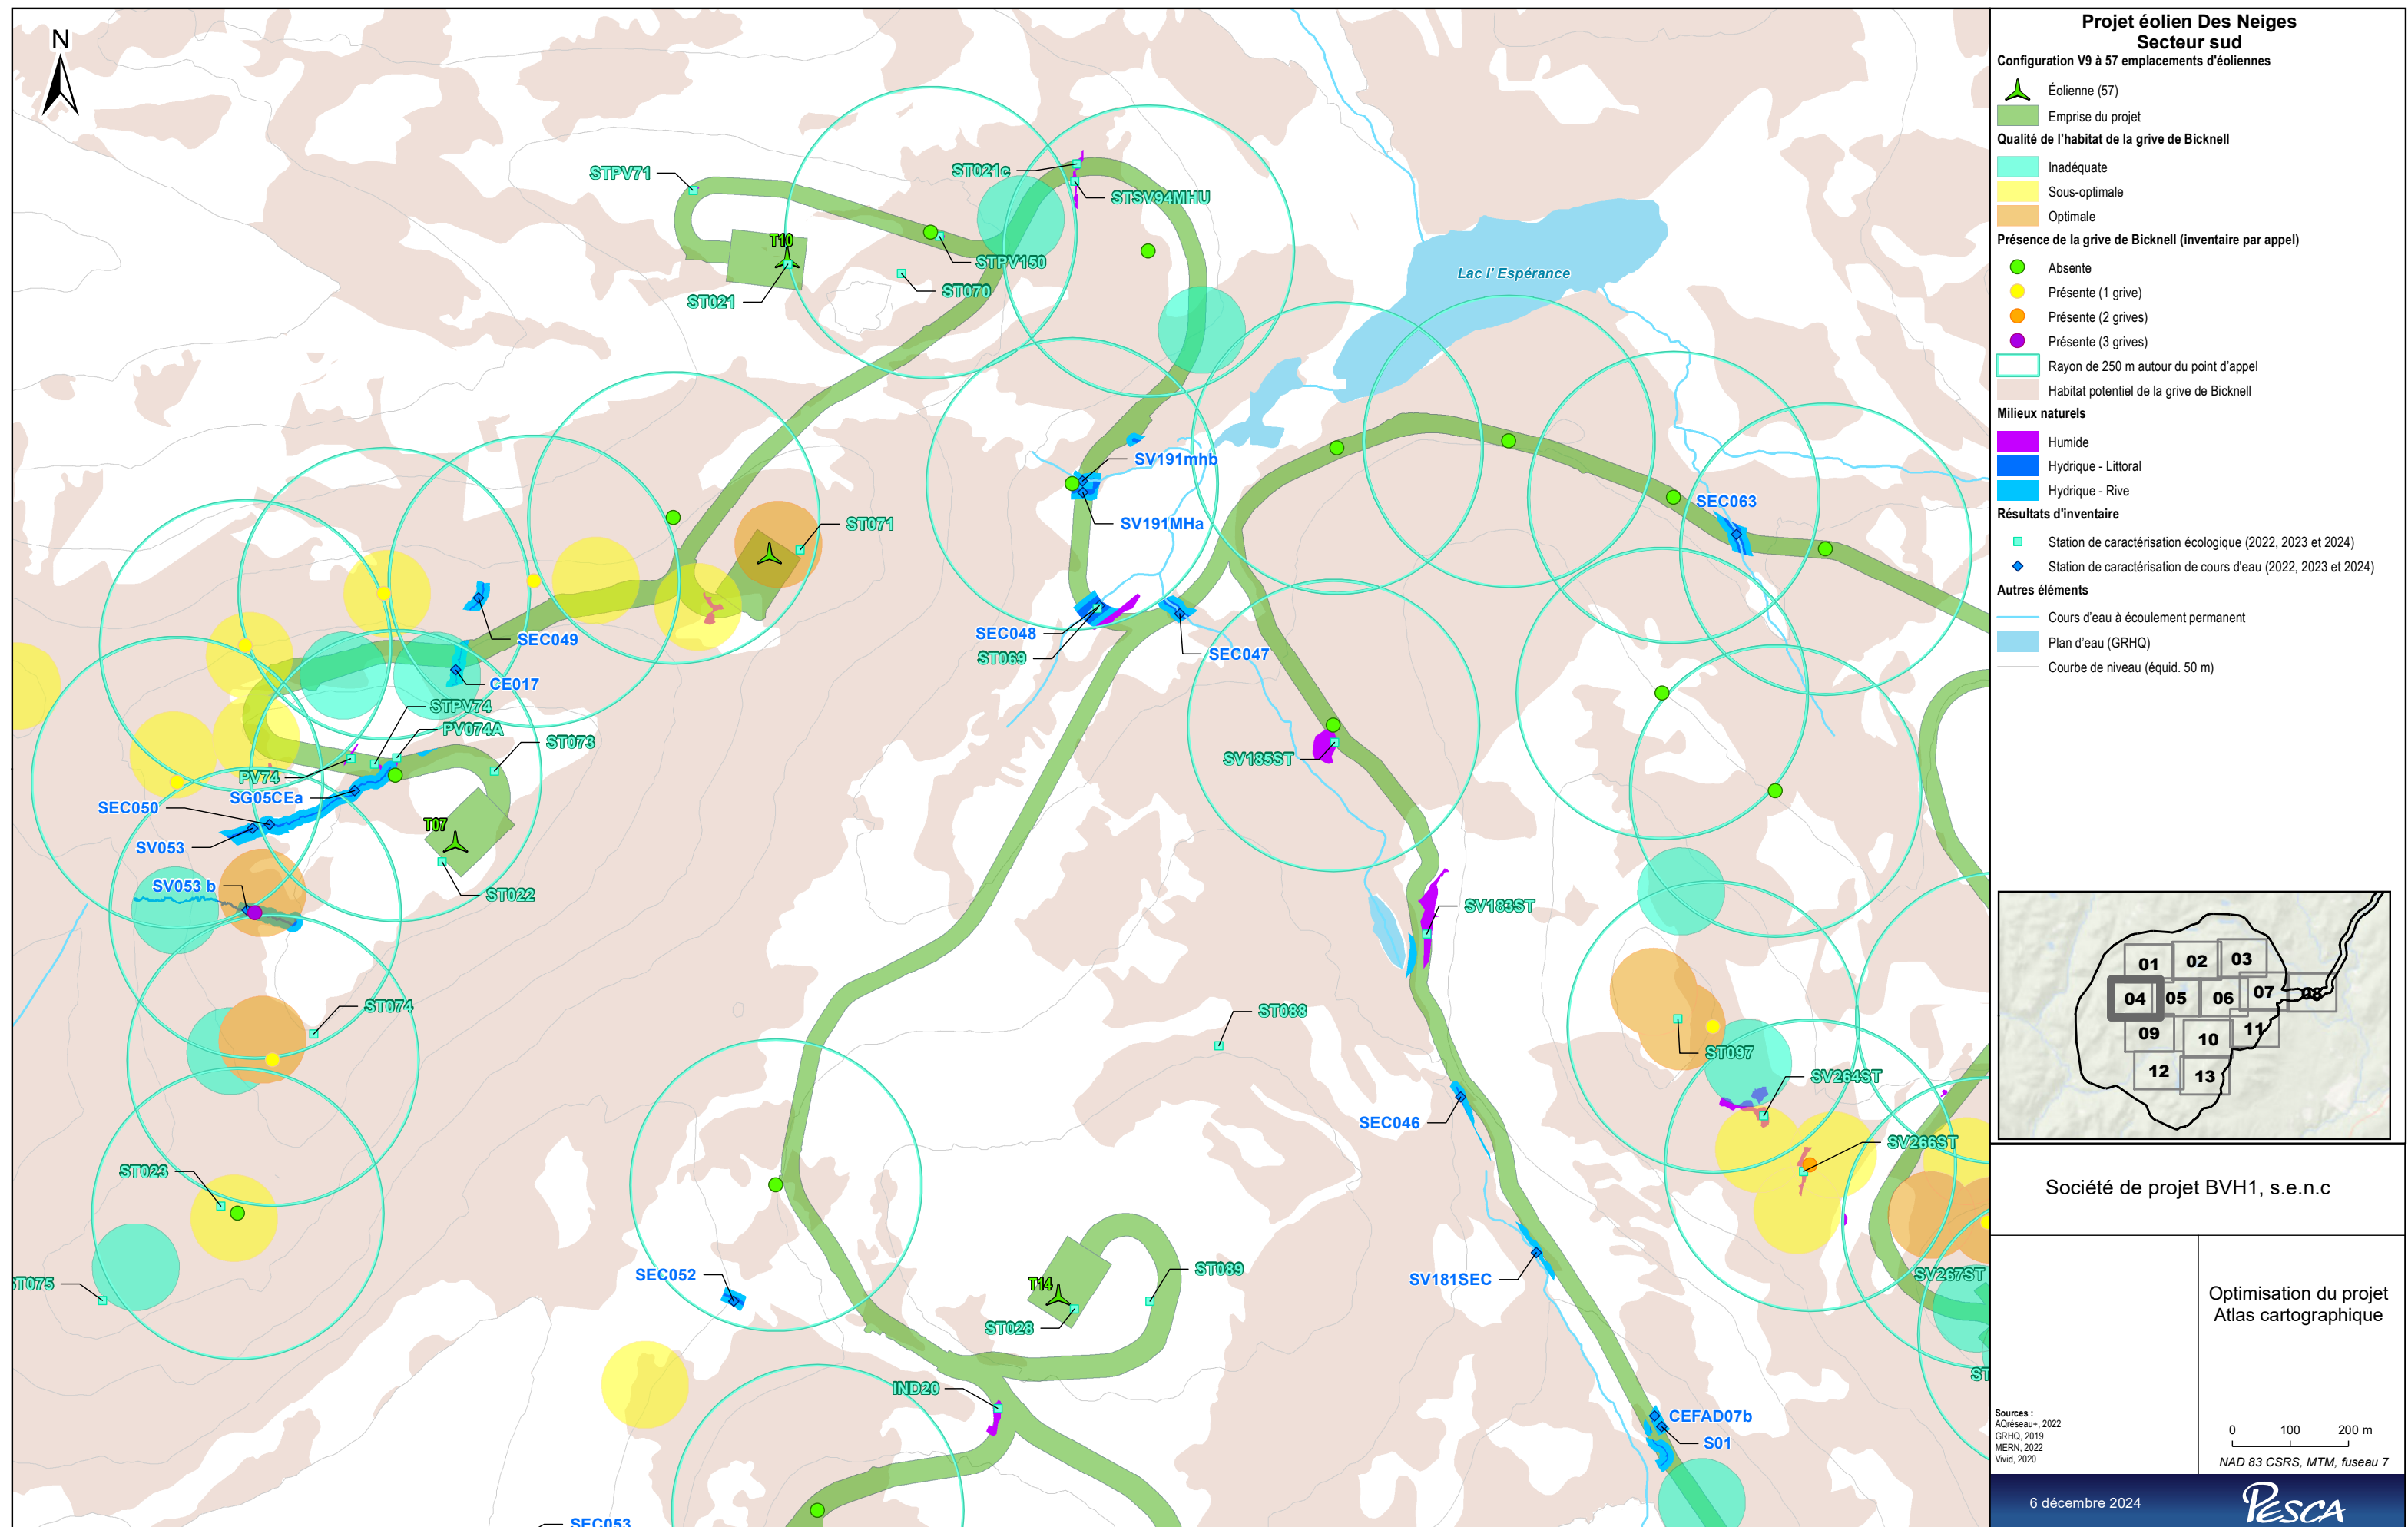 N
STPV71
ST021c
STSV94MHU
T10
STPV150
ST070
ST021
Lac l' Espérance
SV191mhb
SV191MHa
SEC063
ST071
SEC049
SEC048
ST069
SEC047
CE017
STPV74
PV074A
ST073
PV74
SG05CEa
SEC050
SV053
T07
SV053 b
ST022
SV185ST
SV183ST
ST074
ST088
ST097
SV264ST
SEC046
SV266ST
ST023
ST075
SEC052
T14
ST089
ST028
SV181SEC
SV267ST
IND20
CEFAD07b
S01
SEC053
ST
Projet éolien Des Neiges
Secteur sud
Configuration V9 à 57 emplacements d'éoliennes
Éolienne (57)
Emprise du projet
Qualité de l'habitat de la grive de Bicknell
Inadéquate
Sous-optimale
Optimale
Présence de la grive de Bicknell (inventaire par appel)
Absente
Présente (1 grive)
Présente (2 grives)
Présente (3 grives)
Rayon de 250 m autour du point d'appel
Habitat potentiel de la grive de Bicknell
Milieux naturels
Humide
Hydrique - Littoral
Hydrique - Rive
Résultats d'inventaire
Station de caractérisation écologique (2022, 2023 et 2024)
Station de caractérisation de cours d'eau (2022, 2023 et 2024)
Autres éléments
Cours d'eau à écoulement permanent
Plan d'eau (GRHQ)
Courbe de niveau (équid. 50 m)
01 02 03
04 05 06 07 08
09 10 11
12 13
Société de projet BVH1, s.e.n.c
Optimisation du projet
Atlas cartographique
Sources :
AQréseau+, 2022
GRHQ, 2019
MERN, 2022
Vivid, 2020
0 100 200 m
NAD 83 CSRS, MTM, fuseau 7
6 décembre 2024
PESCA